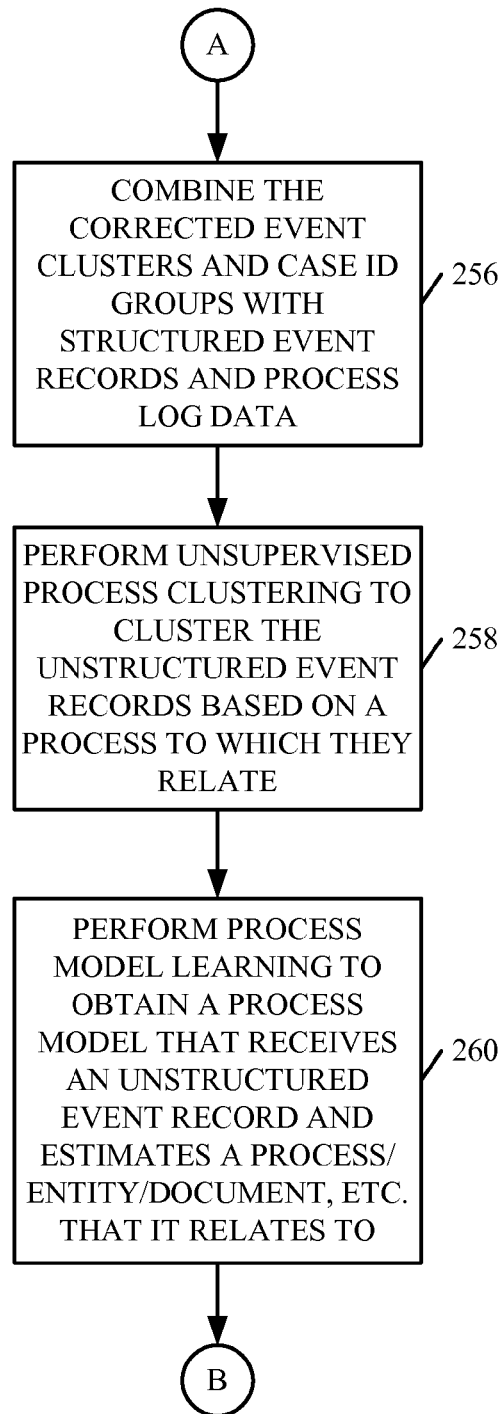 A
COMBINE THE
CORRECTED EVENT
CLUSTERS AND CASE ID
GROUPS WITH
STRUCTURED EVENT
RECORDS AND PROCESS
LOG DATA
256
PERFORM UNSUPERVISED
PROCESS CLUSTERING TO
CLUSTER THE
UNSTRUCTURED EVENT
RECORDS BASED ON A
PROCESS TO WHICH THEY
RELATE
258
PERFORM PROCESS
MODEL LEARNING TO
OBTAIN A PROCESS
MODEL THAT RECEIVES
AN UNSTRUCTURED
EVENT RECORD AND
ESTIMATES A PROCESS/
ENTITY/DOCUMENT, ETC.
THAT IT RELATES TO
260
B